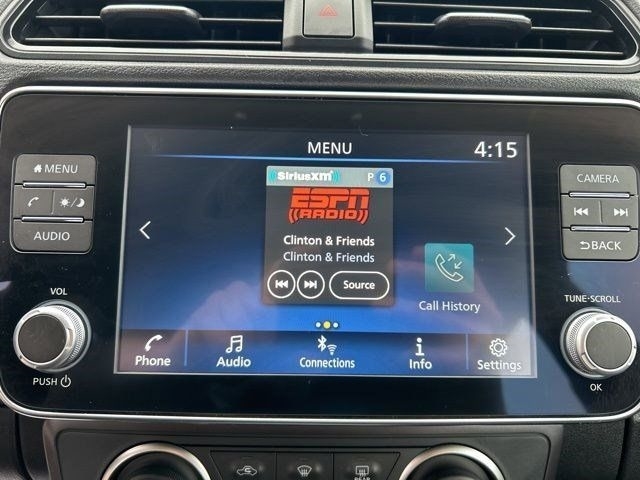 MENU 4:15
MENU
AUDIO
CAMERA
BACK
SiriusXM P 6
ESPN
RADIO
Clinton & Friends
Clinton & Friends
Source
Call History
VOL
PUSH
TUNE·SCROLL
OK
Phone Audio Connections Info Settings
REAR